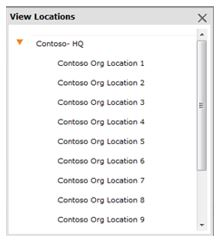 View Locations
Contoso- HQ
Contoso Org Location 1
Contoso Org Location 2
Contoso Org Location 3
Contoso Org Location 4
Contoso Org Location 5
Contoso Org Location 6
Contoso Org Location 7
Contoso Org Location 8
Contoso Org Location 9